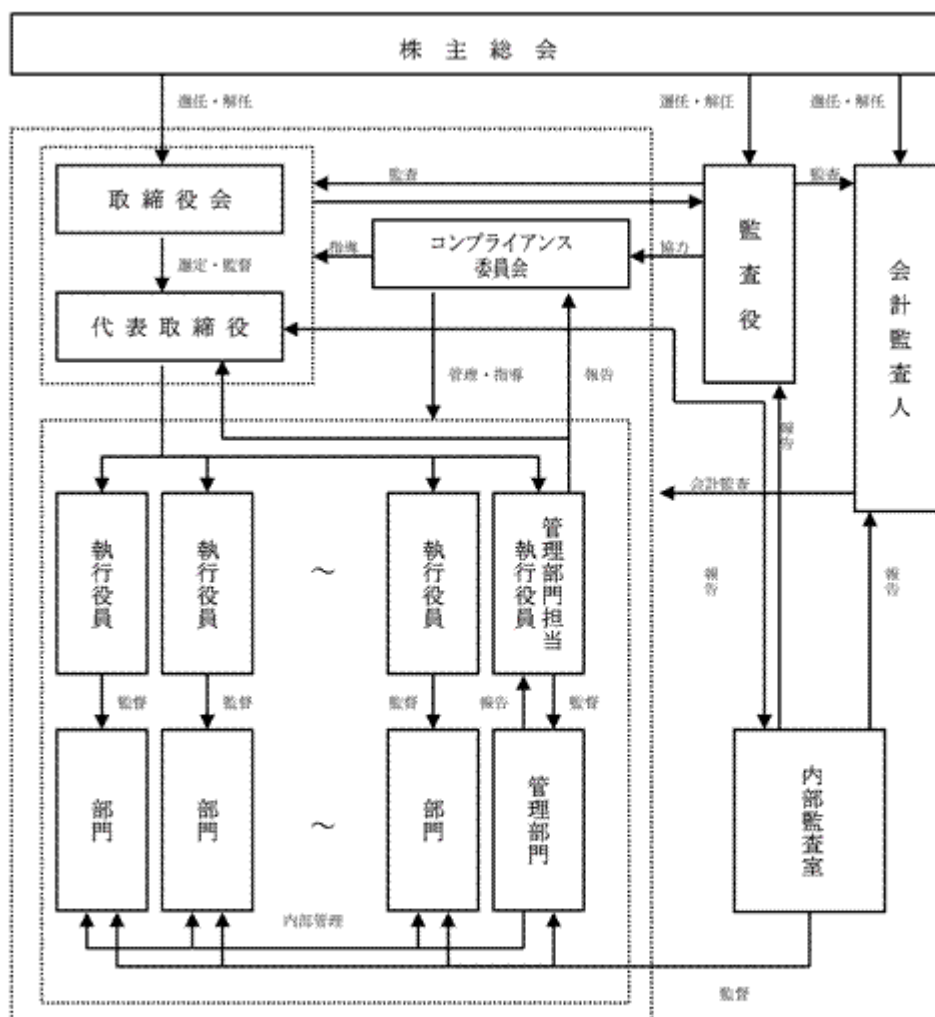 株主総会
選任・解任
選任・解任
選任・解任
取締役会
監査
監査
監査役
会計監査人
コンプライアンス
委員会
指導
協力
選定・監督
代表取締役
管理・指導
報告
報告
会計監査
執行役員
執行役員
~
執行役員
管理部門担当
執行役員
報告
報告
監督
監督
監督
報告
監督
部門
部門
~
部門
管理部門
内部監査室
内部管理
監督